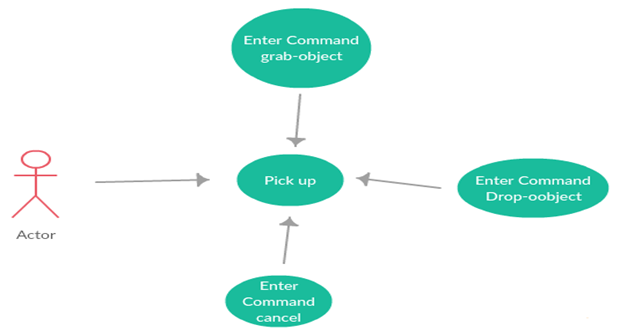 Enter Command
grab-object
Pick up
Enter Command
Drop-oobject
Actor
Enter
Command
cancel